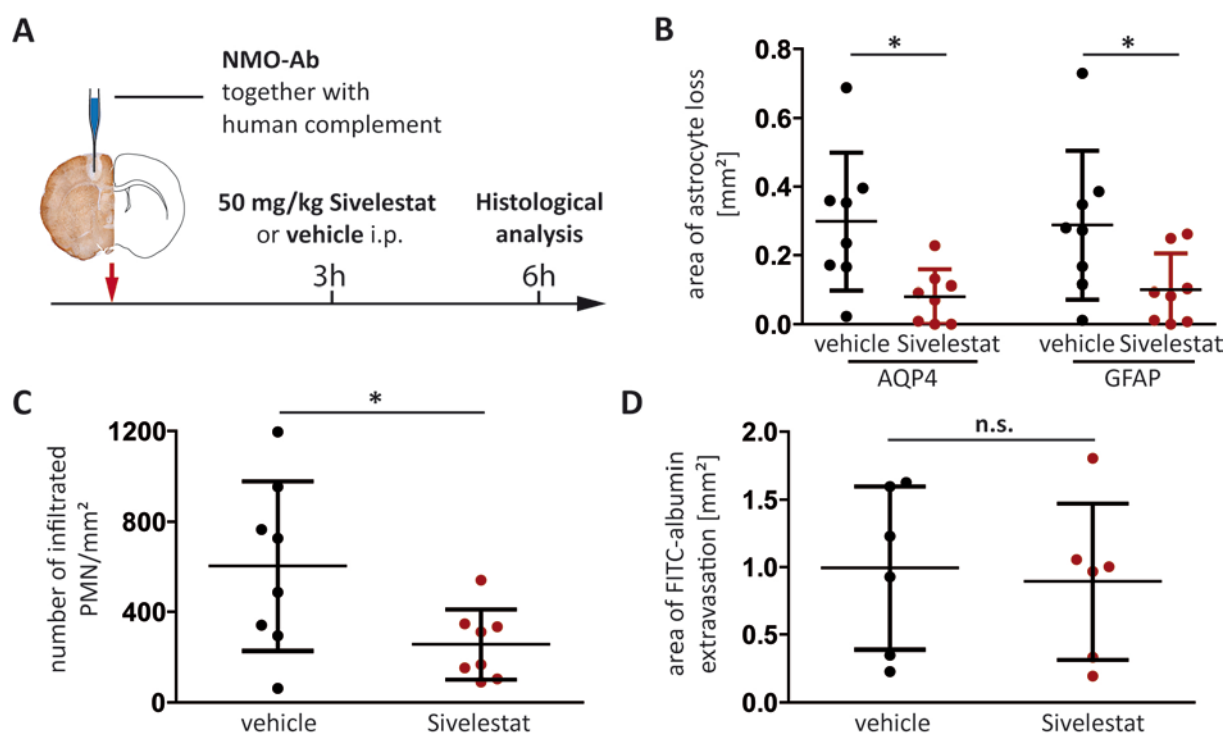 A
NMO-Ab
together with
human complement
50 mg/kg Sivelestat
or vehicle i.p.
Histological
analysis
3h
6h
B
area of astrocyte loss
[mm²]
0.8
0.6
0.4
0.2
0.0
*
*
vehicle Sivelestat
vehicle Sivelestat
AQP4
GFAP
C
number of infiltrated
PMN/mm²
1200
800
400
0
*
vehicle
Sivelestat
D
area of FITC-albumin
extravasation [mm²]
2.0
1.5
1.0
0.5
0.0
n.s.
vehicle
Sivelestat